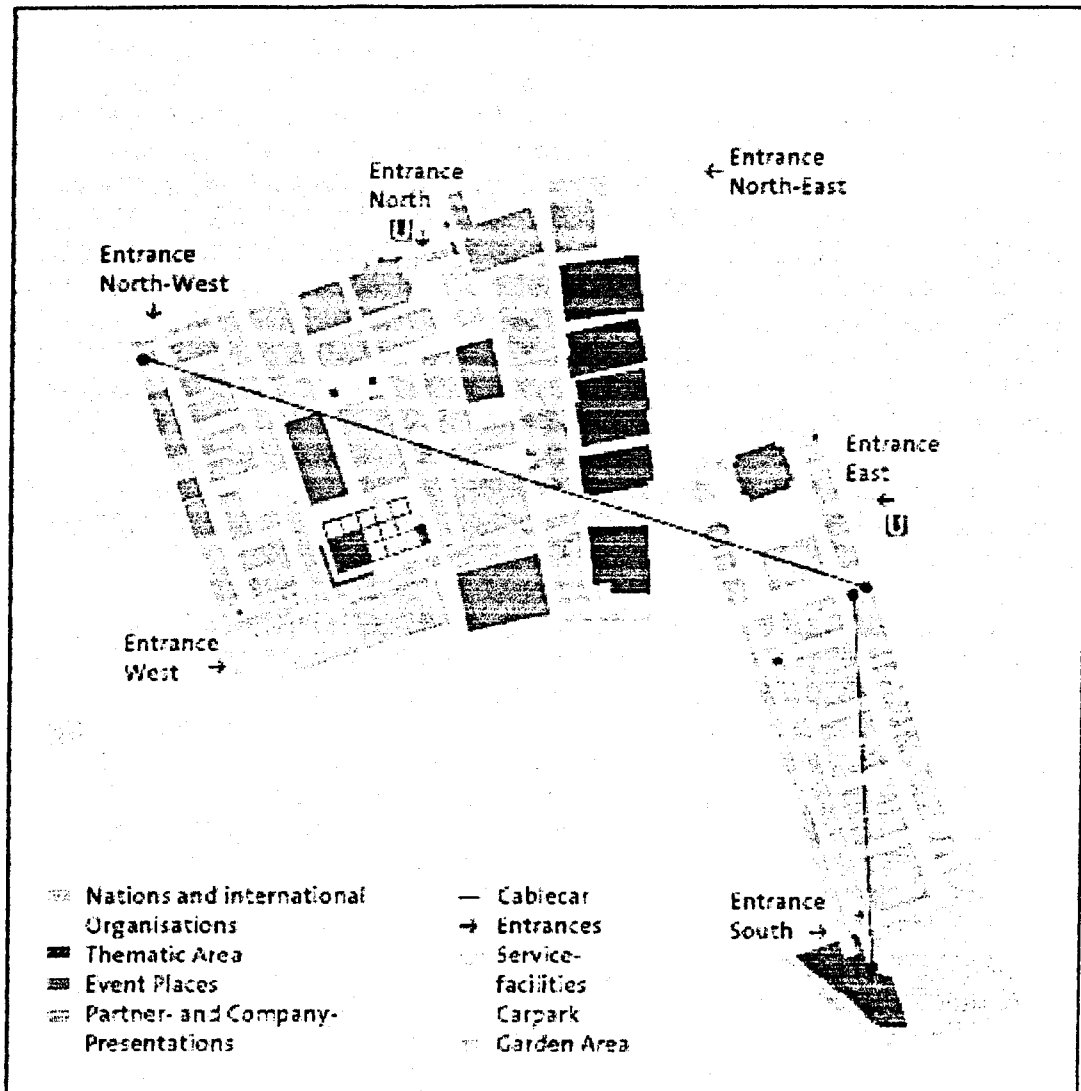 Entrance
North
Entrance
North-East
Entrance
North-West
Entrance
East
Entrance
West
Entrance
South
Nations and international
Organisations
Thematic Area
Event Places
Partner- and Company-
Presentations
Cablecar
Entrances
Service-
facilities
Carpark
Garden Area